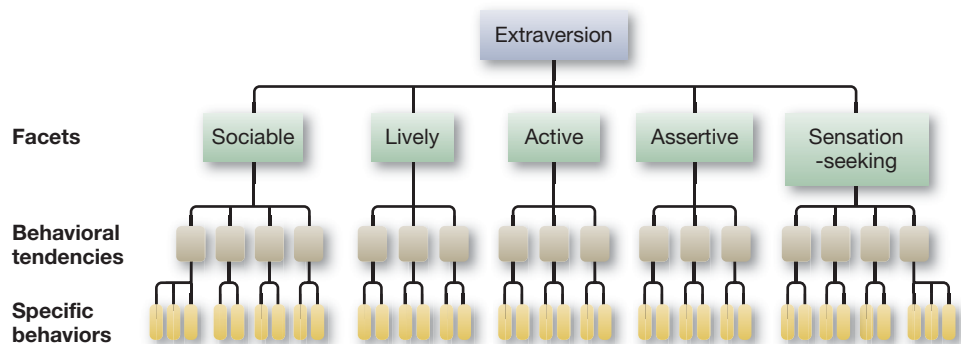 Extraversion
Facets
Sociable
Lively
Active
Assertive
Sensation
-seeking
Behavioral
tendencies
Specific
behaviors